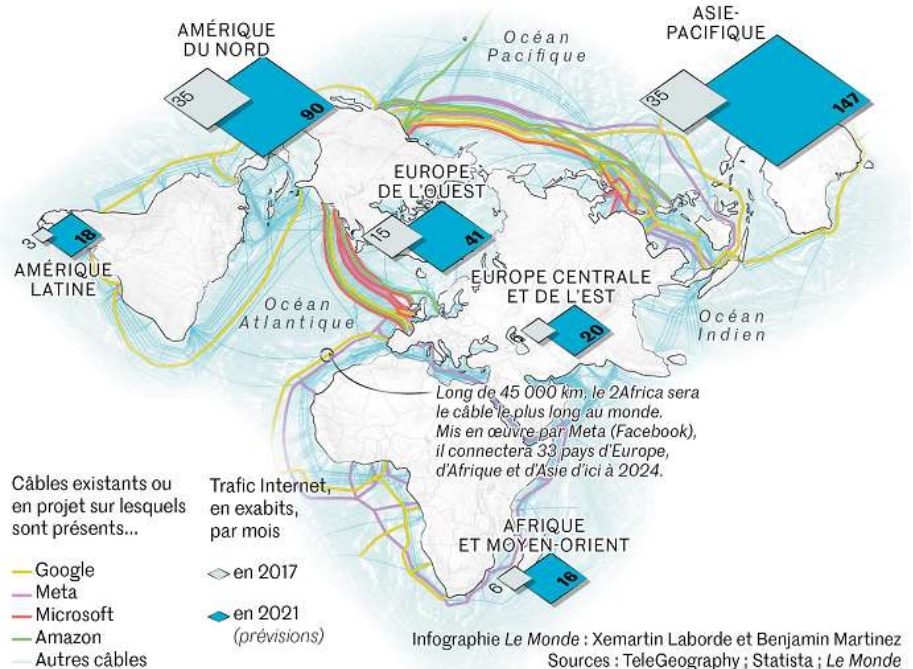 AMÉRIQUE
DU NORD
35
90
Océan
Pacifique
ASIE-
PACIFIQUE
35
147
EUROPE
DE L'OUEST
15
41
3
18
AMÉRIQUE
LATINE
Océan
Atlantique
EUROPE CENTRALE
ET DE L'EST
20
Océan
Indien
Long de 45 000 km, le 2Africa sera
le câble le plus long au monde.
Mis en œuvre par Meta (Facebook),
il connectera 33 pays d'Europe,
d'Afrique et d'Asie d'ici à 2024.
AFRIQUE
ET MOYEN-ORIENT
6
16
Câbles existants ou
en projet sur lesquels
sont présents...
Google
Meta
Microsoft
Amazon
Autres câbles
Trafic Internet,
en exabits,
par mois
en 2017
en 2021
(prévisions)
Infographie Le Monde : Xemartin Laborde et Benjamin Martinez
Sources : TeleGeography ; Statista ; Le Monde